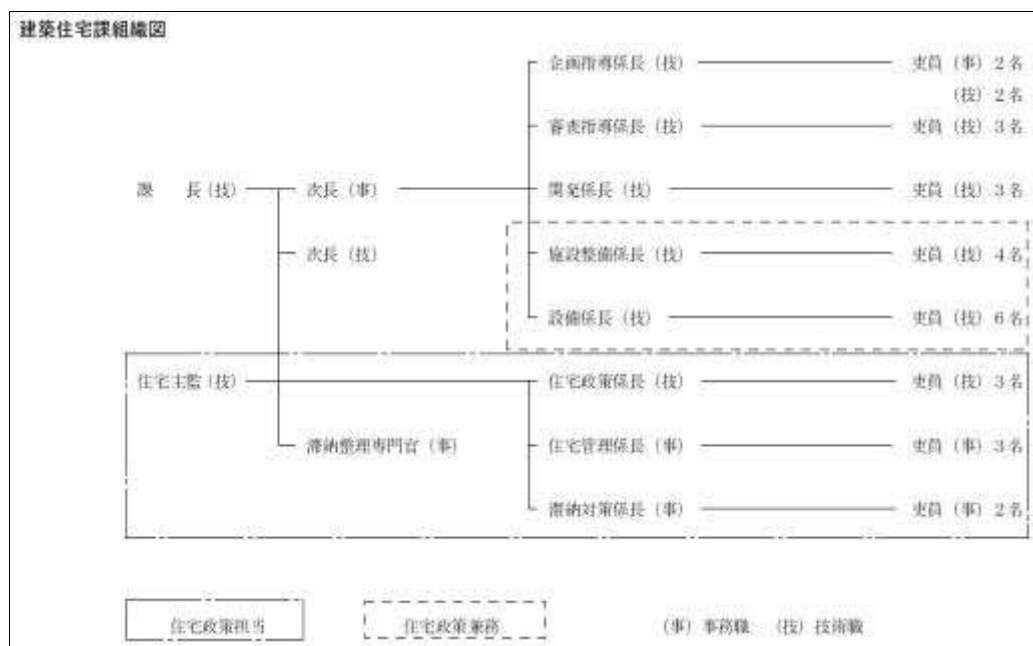 建築住宅課組織図
企画指導係長（技） 吏員（事）2名
（技）2名
審査指導係長（技） 吏員（技）3名
課　長（技） 次長（事） 開発係長（技） 吏員（技）3名
次長（技） 施設整備係長（技） 吏員（技）4名
設備係長（技） 吏員（技）6名
住宅主監（技） 住宅政策係長（技） 吏員（技）3名
滞納整理専門官（事） 住宅管理係長（事） 吏員（事）3名
滞納対策係長（事） 吏員（事）2名
住宅政策担当 住宅政策兼務 （事）事務職 （技）技術職